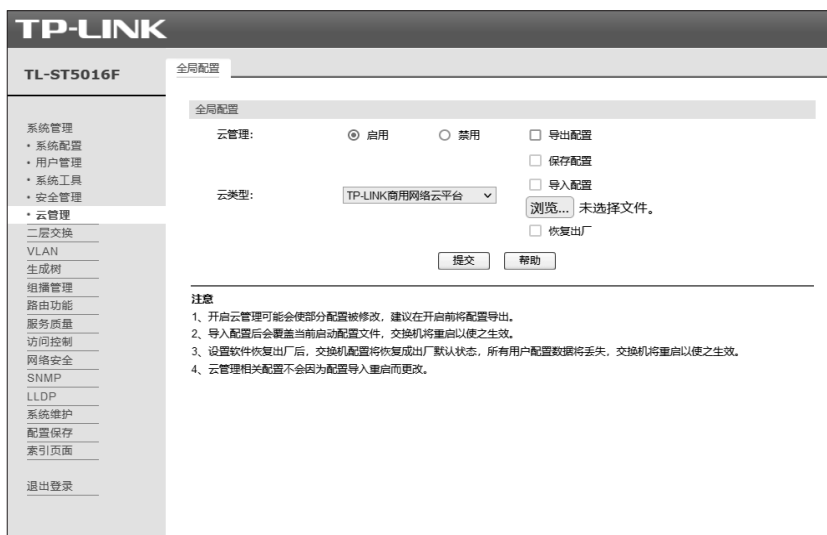 TP-LINK
TL-ST5016F
全局配置
系统管理
• 系统配置
• 用户管理
• 系统工具
• 安全管理
• 云管理
二层交换
VLAN
生成树
组播管理
路由功能
服务质量
访问控制
网络安全
SNMP
LLDP
系统维护
配置保存
索引页面
退出登录
全局配置
云管理: 启用 禁用 导出配置
保存配置
导入配置
云类型: TP-LINK商用网络云平台
浏览... 未选择文件。
恢复出厂
提交 帮助
注意
1、开启云管理可能会使部分配置被修改，建议在开启前将配置导出。
2、导入配置后会覆盖当前启动配置文件，交换机将重启以使之生效。
3、设置软件恢复出厂后，交换机配置将恢复成出厂默认状态，所有用户配置数据将丢失，交换机将重启以使之生效。
4、云管理相关配置不会因为配置导入重启而更改。